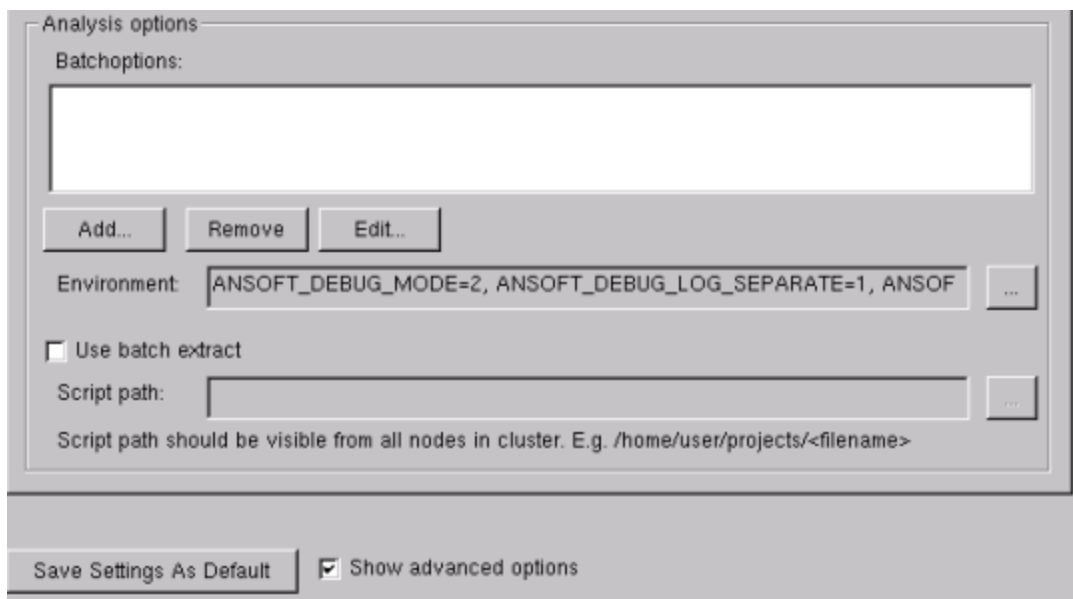 Analysis options
Batchoptions:
Add... Remove Edit...
Environment: ANSOFT_DEBUG_MODE=2, ANSOFT_DEBUG_LOG_SEPARATE=1, ANSOF ...
Use batch extract
Script path: ...
Script path should be visible from all nodes in cluster. E.g. /home/user/projects/<filename>
Save Settings As Default Show advanced options